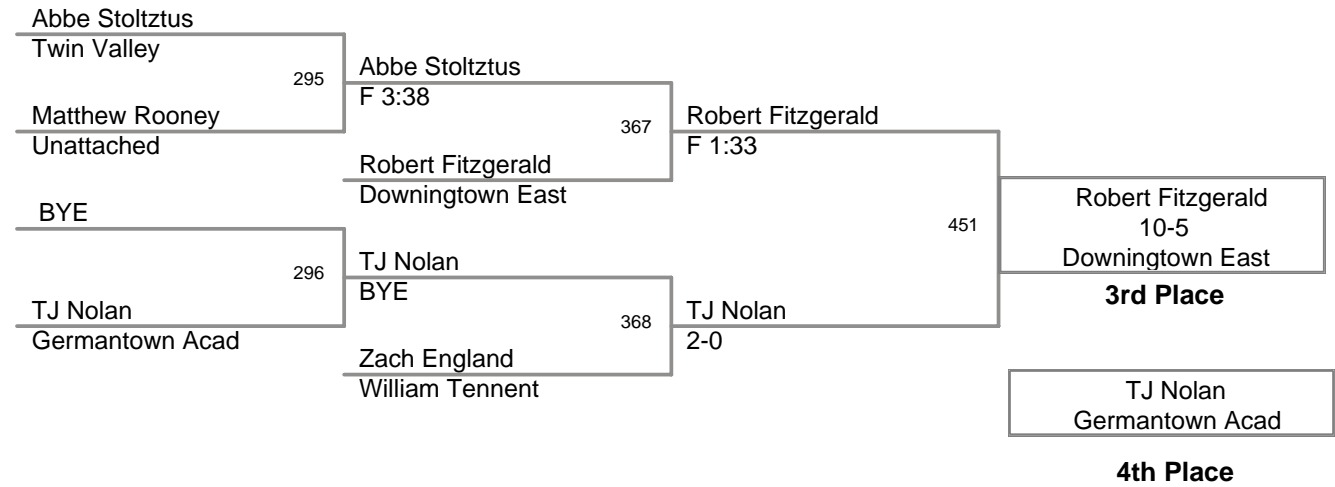 Abbe Stoltztus
Twin Valley
295
Matthew Rooney
Unattached
BYE
296
TJ Nolan
Germantown Acad
Abbe Stoltztus
F 3:38
367
Robert Fitzgerald
Downingtown East
TJ Nolan
BYE
368
Zach England
William Tennent
Robert Fitzgerald
F 1:33
451
TJ Nolan
2-0
Robert Fitzgerald
10-5
Downingtown East
3rd Place
TJ Nolan
Germantown Acad
4th Place